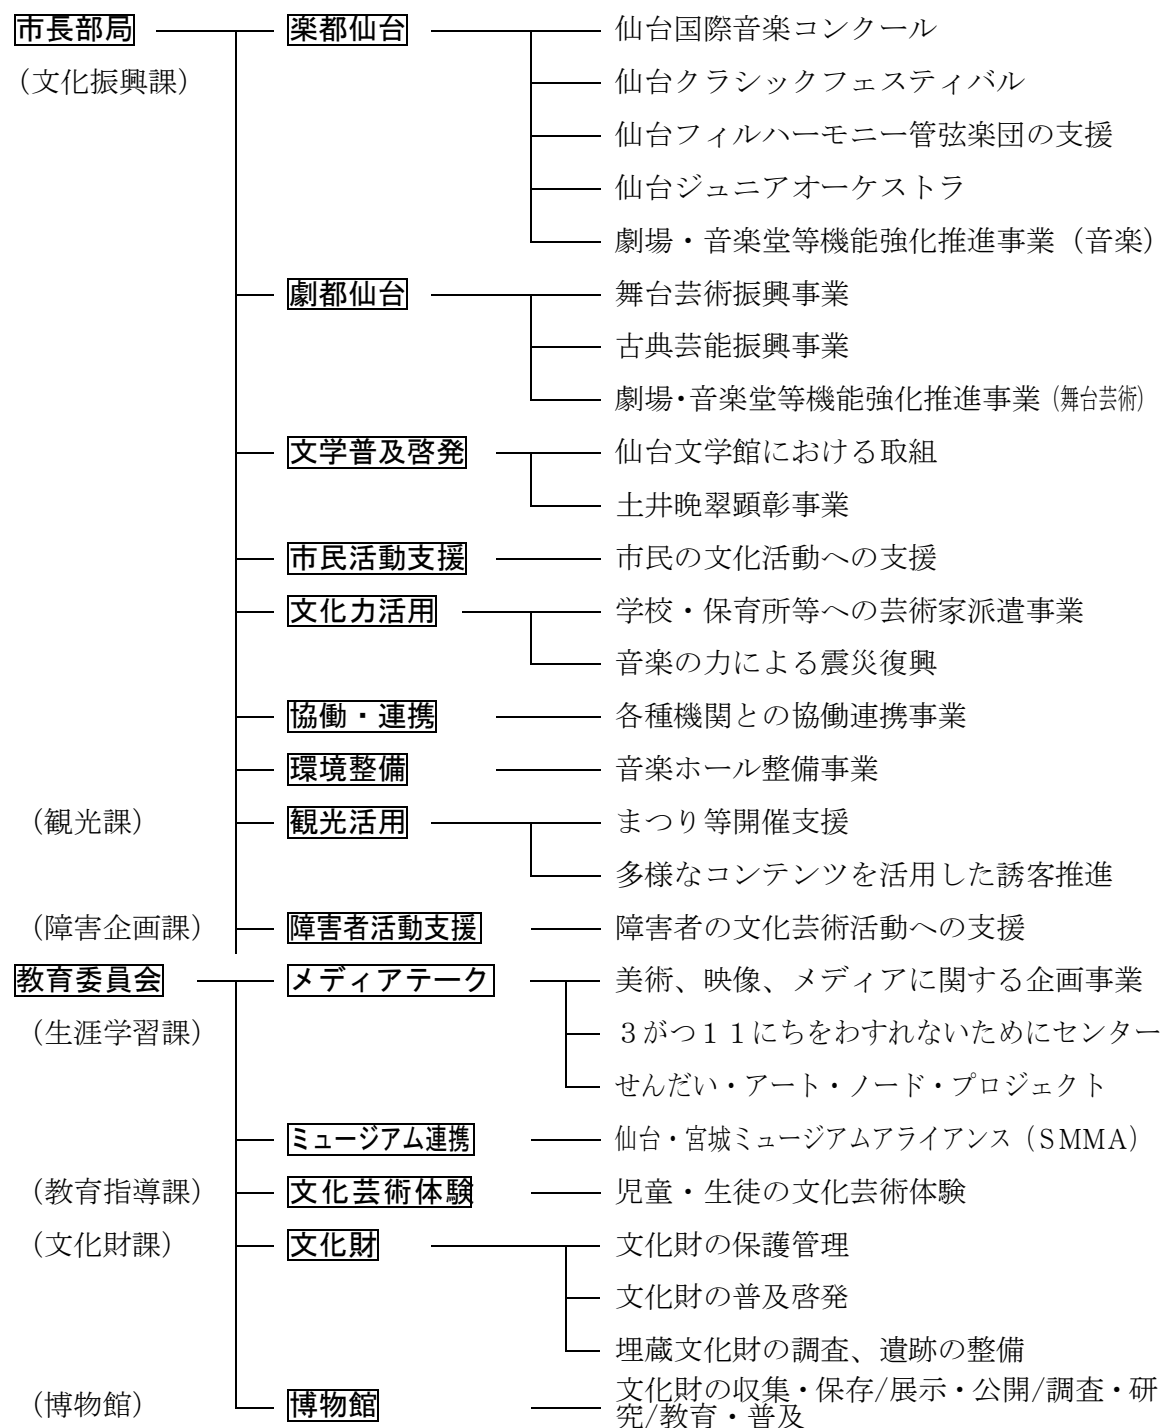 市長部局 楽都仙台 仙台国際音楽コンクール
（文化振興課） 仙台クラシックフェスティバル
仙台フィルハーモニー管弦楽団の支援
仙台ジュニアオーケストラ
劇場・音楽堂等機能強化推進事業（音楽）
劇都仙台 舞台芸術振興事業
古典芸能振興事業
劇場・音楽堂等機能強化推進事業（舞台芸術）
文学普及啓発 仙台文学館における取組
土井晩翠顕彰事業
市民活動支援 市民の文化活動への支援
文化力活用 学校・保育所等への芸術家派遣事業
音楽の力による震災復興
協働・連携 各種機関との協働連携事業
環境整備 音楽ホール整備事業
（観光課） 観光活用 まつり等開催支援
多様なコンテンツを活用した誘客推進
（障害企画課） 障害者活動支援 障害者の文化芸術活動への支援
教育委員会 メディアテーク 美術、映像、メディアに関する企画事業
（生涯学習課） ３がつ１１にちをわすれないためにセンター
せんだい・アート・ノード・プロジェクト
ミュージアム連携 仙台・宮城ミュージアムアライアンス（ＳＭＭＡ）
（教育指導課） 文化芸術体験 児童・生徒の文化芸術体験
（文化財課） 文化財 文化財の保護管理
文化財の普及啓発
埋蔵文化財の調査、遺跡の整備
（博物館） 博物館 文化財の収集・保存/展示・公開/調査・研
究/教育・普及